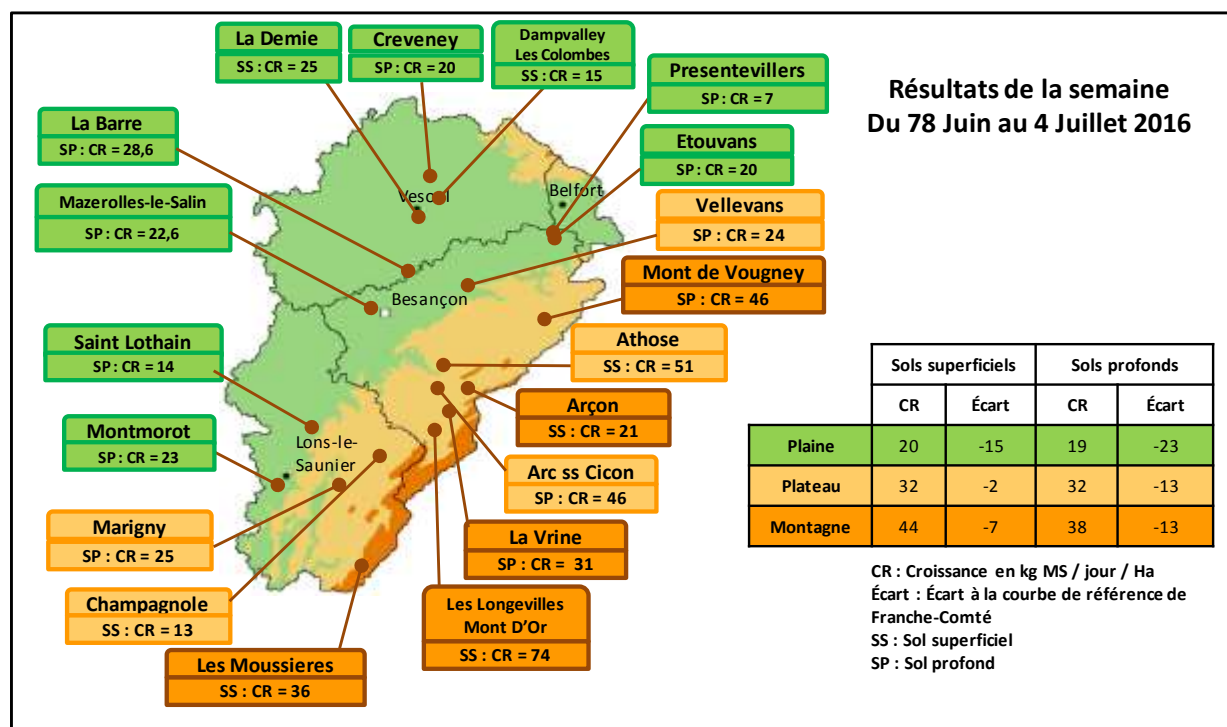 La Demie
SS : CR = 25
Creveney
SP : CR = 20
Dampvalley
Les Colombes
SS : CR = 15
Presentevillers
SP : CR = 7
Résultats de la semaine
Du 78 Juin au 4 Juillet 2016
La Barre
SP : CR = 28,6
Etouvans
SP : CR = 20
Mazerolles-le-Salin
SP : CR = 22,6
Vesoul
Belfort
Vellevans
SP : CR = 24
Mont de Vougney
SP : CR = 46
Besançon
Saint Lothain
SP : CR = 14
Athose
SS : CR = 51
Montmorot
SP : CR = 23
Lons-le-
Saunier
Arçon
SS : CR = 21
Arc ss Cicon
SP : CR = 46
Marigny
SP : CR = 25
La Vrine
SP : CR = 31
Champagnole
SS : CR = 13
Les Longevilles
Mont D'Or
SS : CR = 74
Les Moussieres
SS : CR = 36
Sols superficiels Sols profonds
CR Écart CR Écart
Plaine 20 -15 19 -23
Plateau 32 -2 32 -13
Montagne 44 -7 38 -13
CR : Croissance en kg MS / jour / Ha
Écart : Écart à la courbe de référence de
Franche-Comté
SS : Sol superficiel
SP : Sol profond